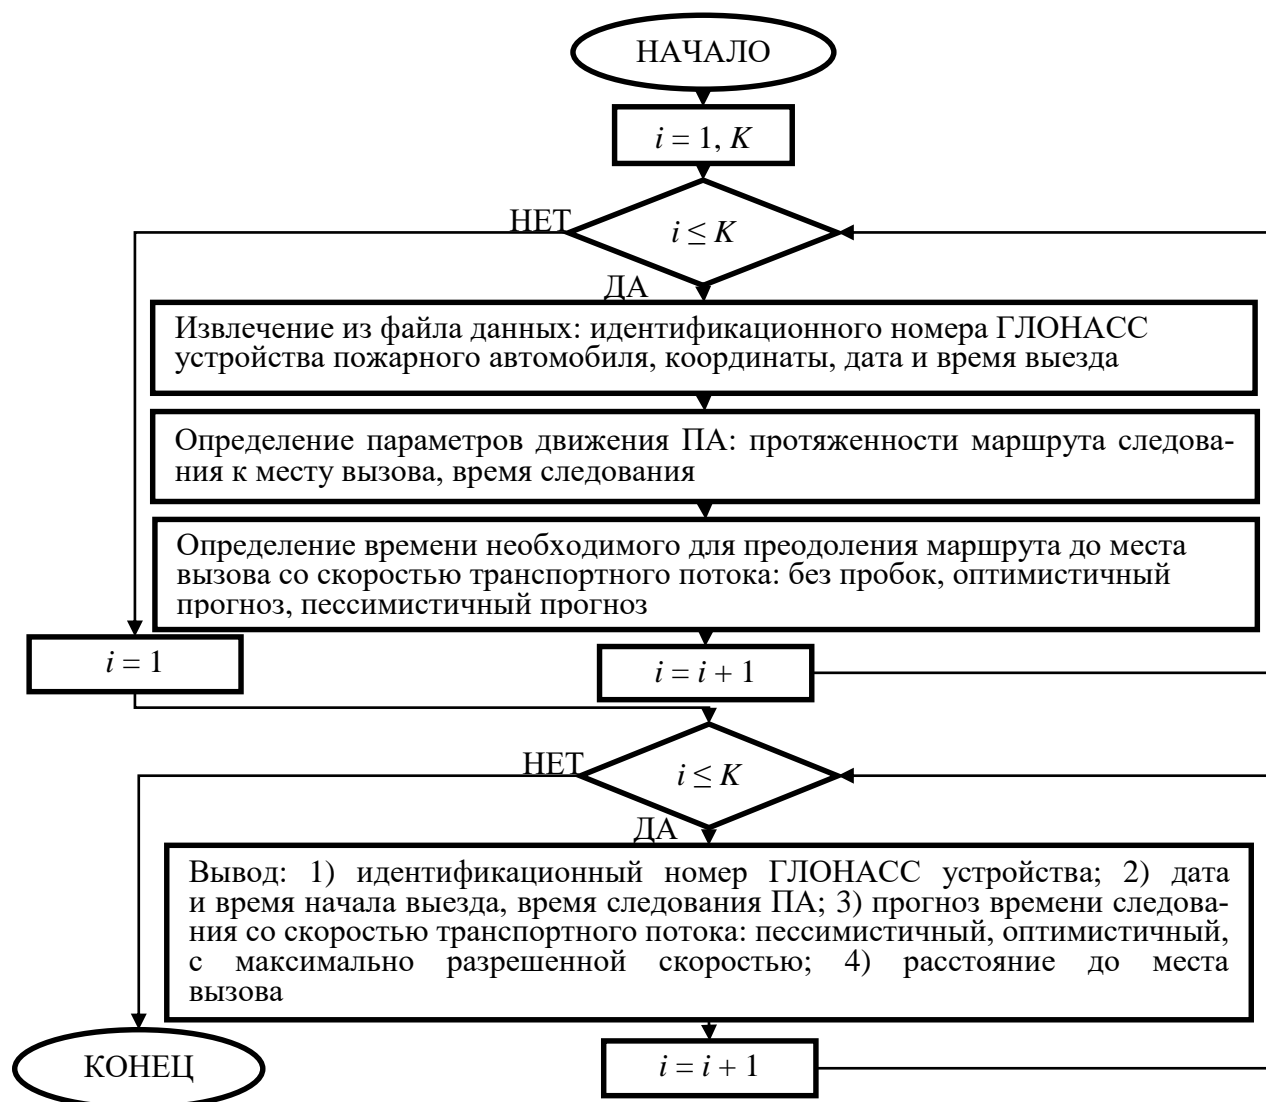 НАЧАЛО
i = 1, K
НЕТ
i ≤ K
ДА
Извлечение из файла данных: идентификационного номера ГЛОНАСС
устройства пожарного автомобиля, координаты, дата и время выезда
Определение параметров движения ПА: протяженности маршрута следова-
ния к месту вызова, время следования
Определение времени необходимого для преодоления маршрута до места
вызова со скоростью транспортного потока: без пробок, оптимистичный
прогноз, пессимистичный прогноз
i = 1
i = i + 1
НЕТ
i ≤ K
ДА
Вывод: 1) идентификационный номер ГЛОНАСС устройства; 2) дата
и время начала выезда, время следования ПА; 3) прогноз времени следова-
ния со скоростью транспортного потока: пессимистичный, оптимистичный,
с максимально разрешенной скоростью; 4) расстояние до места
вызова
КОНЕЦ
i = i + 1